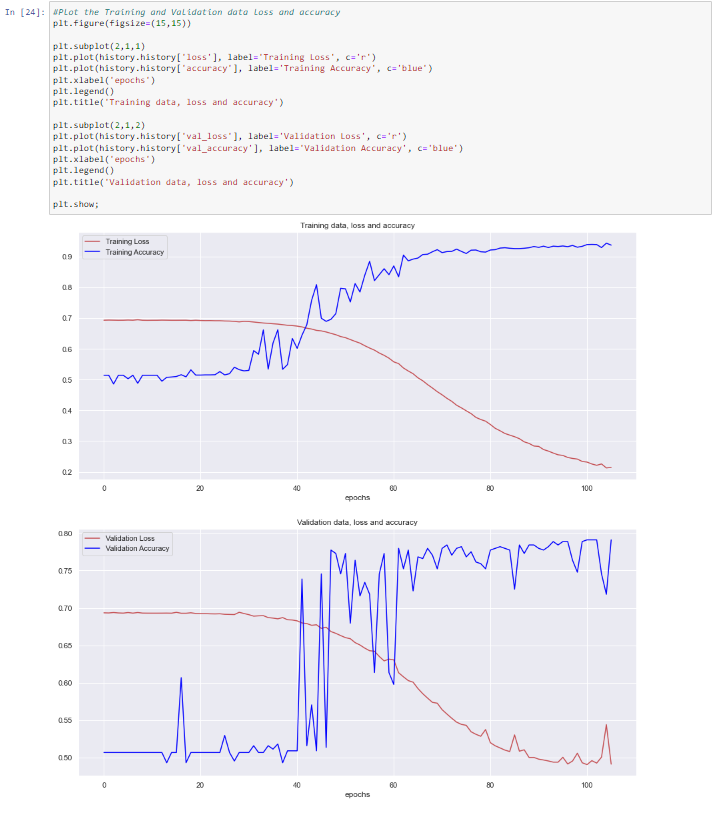 In [24]: #Plot the Training and Validation data Loss and accuracy
plt.figure(figsize=(15,15))
plt.subplot(2,1,1)
plt.plot(history.history['loss'], label='Training Loss', c='r')
plt.plot(history.history['accuracy'], label='Training Accuracy', c='blue')
plt.xlabel('epochs')
plt.legend()
plt.title('Training data, loss and accuracy')
plt.subplot(2,1,2)
plt.plot(history.history['val_loss'], label='Validation Loss', c='r')
plt.plot(history.history['val_accuracy'], label='Validation Accuracy', c='blue')
plt.xlabel('epochs')
plt.legend()
plt.title('Validation data, loss and accuracy')
plt.show;
Training data, loss and accuracy
Training Loss
Training Accuracy
0.9
0.8
0.7
0.6
0.5
0.4
0.3
0.2
0 20 40 60 80 100
epochs
Validation data, loss and accuracy
Validation Loss
Validation Accuracy
0.80
0.75
0.70
0.65
0.60
0.55
0.50
0 20 40 60 80 100
epochs